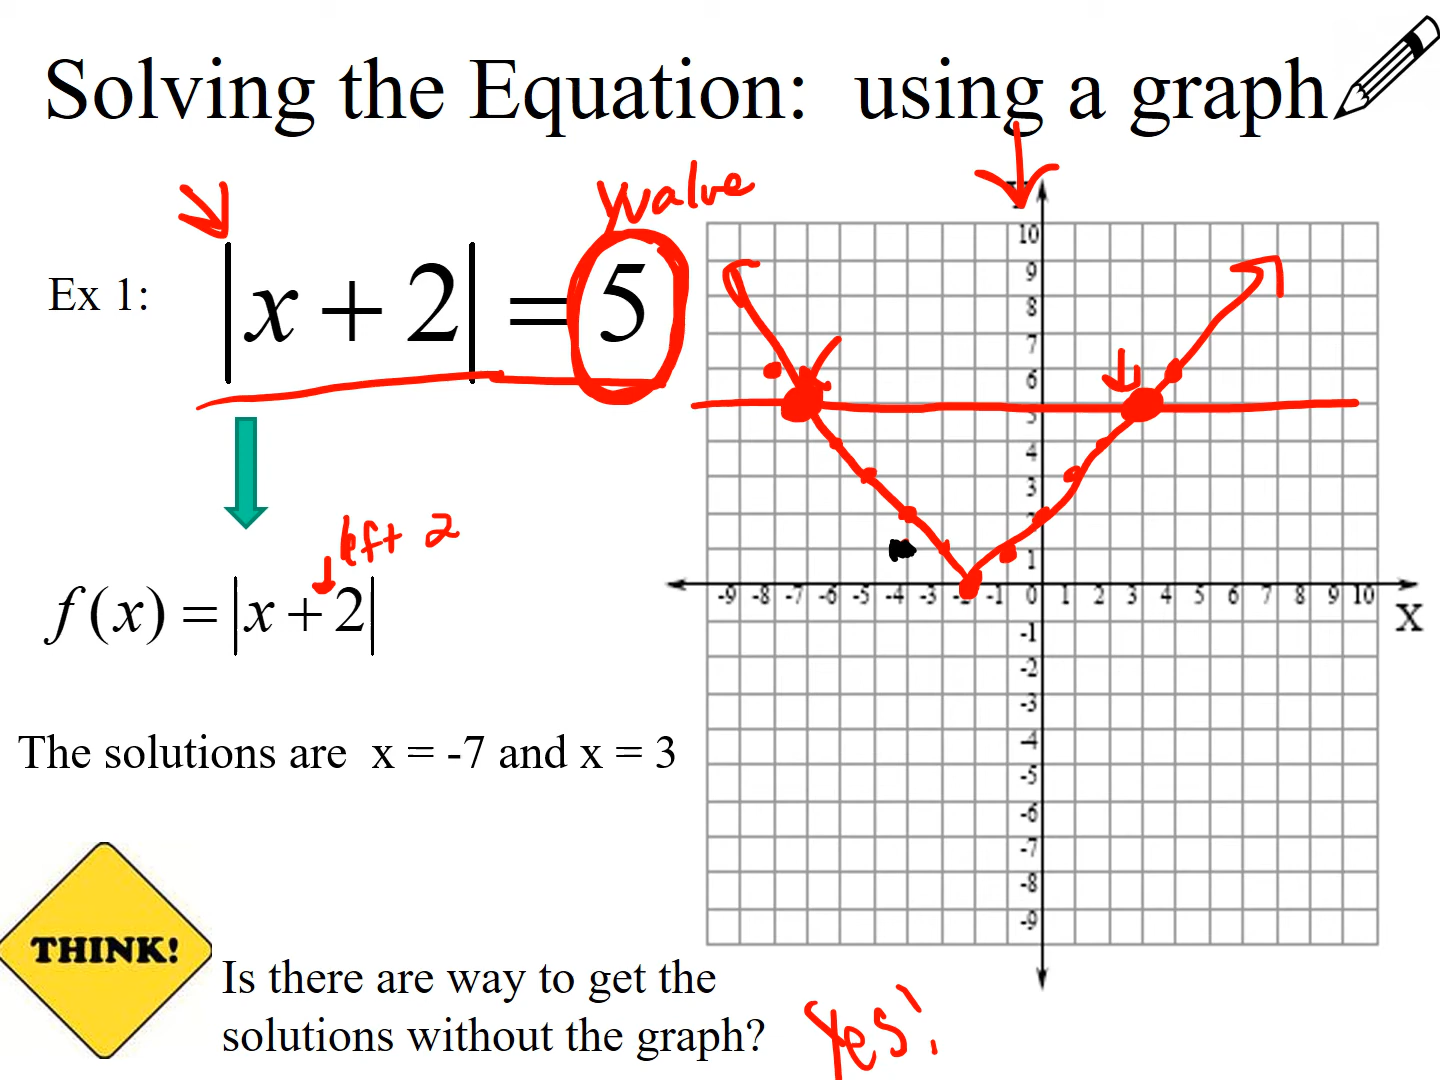 Solving the Equation: using a graph
y value
Ex 1: |x + 2| = 5
left 2
f(x) = |x + 2|
The solutions are x = -7 and x = 3
THINK!
Is there are way to get the
solutions without the graph?
Yes!
10
9
8
7
6
5
4
3
2
1
-9 -8 -7 -6 -5 -4 -3 -2 -1 0 1 2 3 4 5 6 7 8 9 10
X
-1
-2
-3
-4
-5
-6
-7
-8
-9